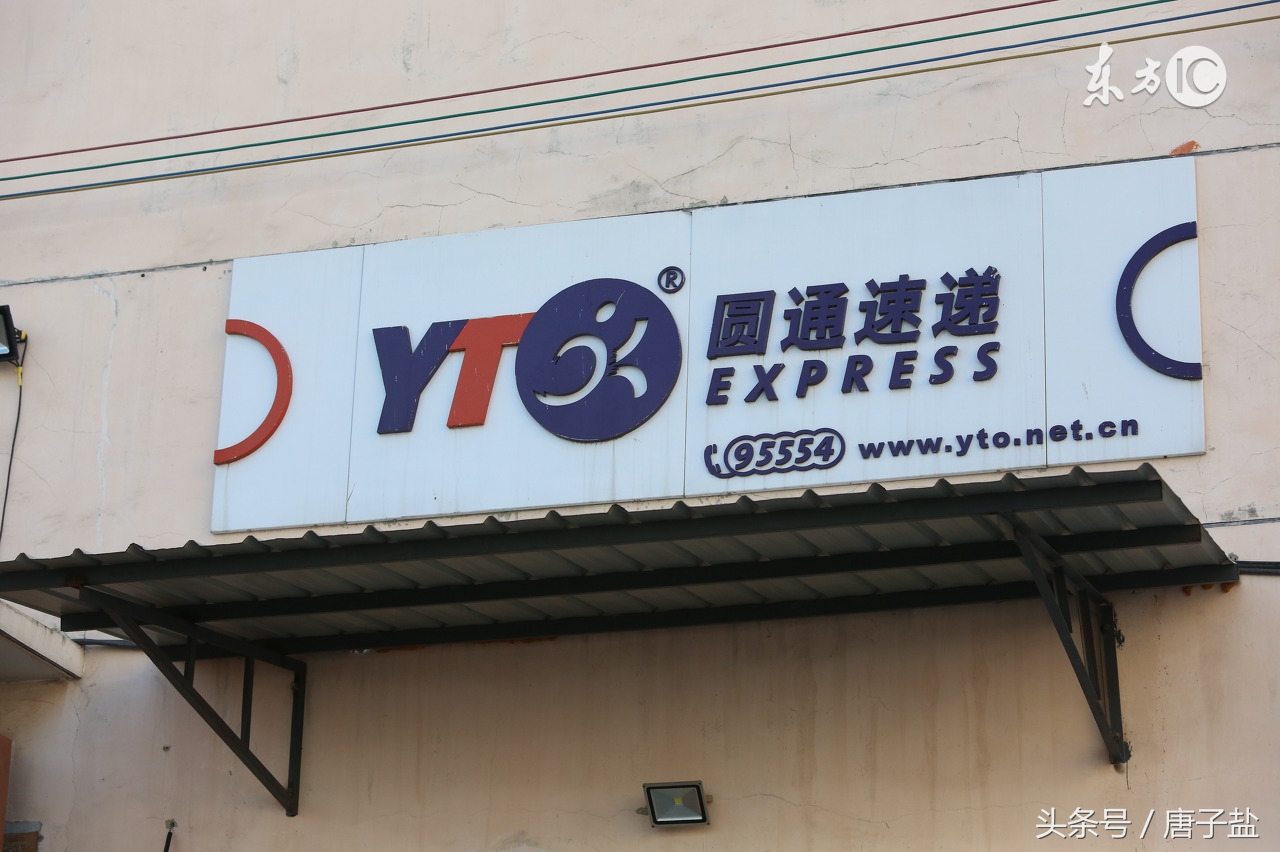 东方IC
YTO®
圆通速递
EXPRESS
95554 www.yto.net.cn
头条号 / 唐子盐